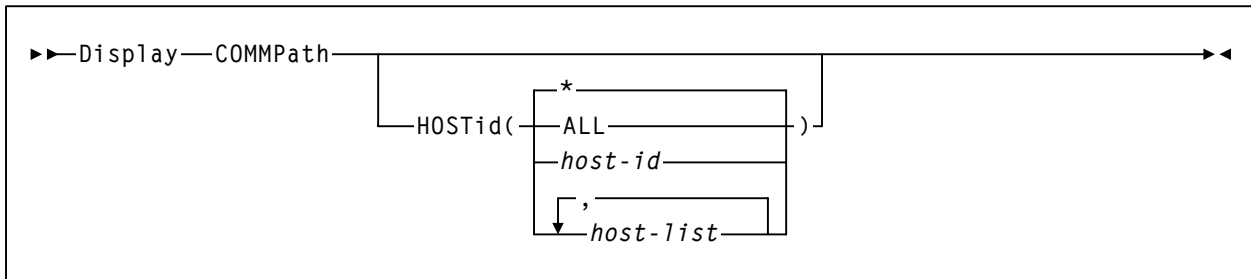 Display COMMPath
*
HOSTid( ALL )
host-id
,
host-list